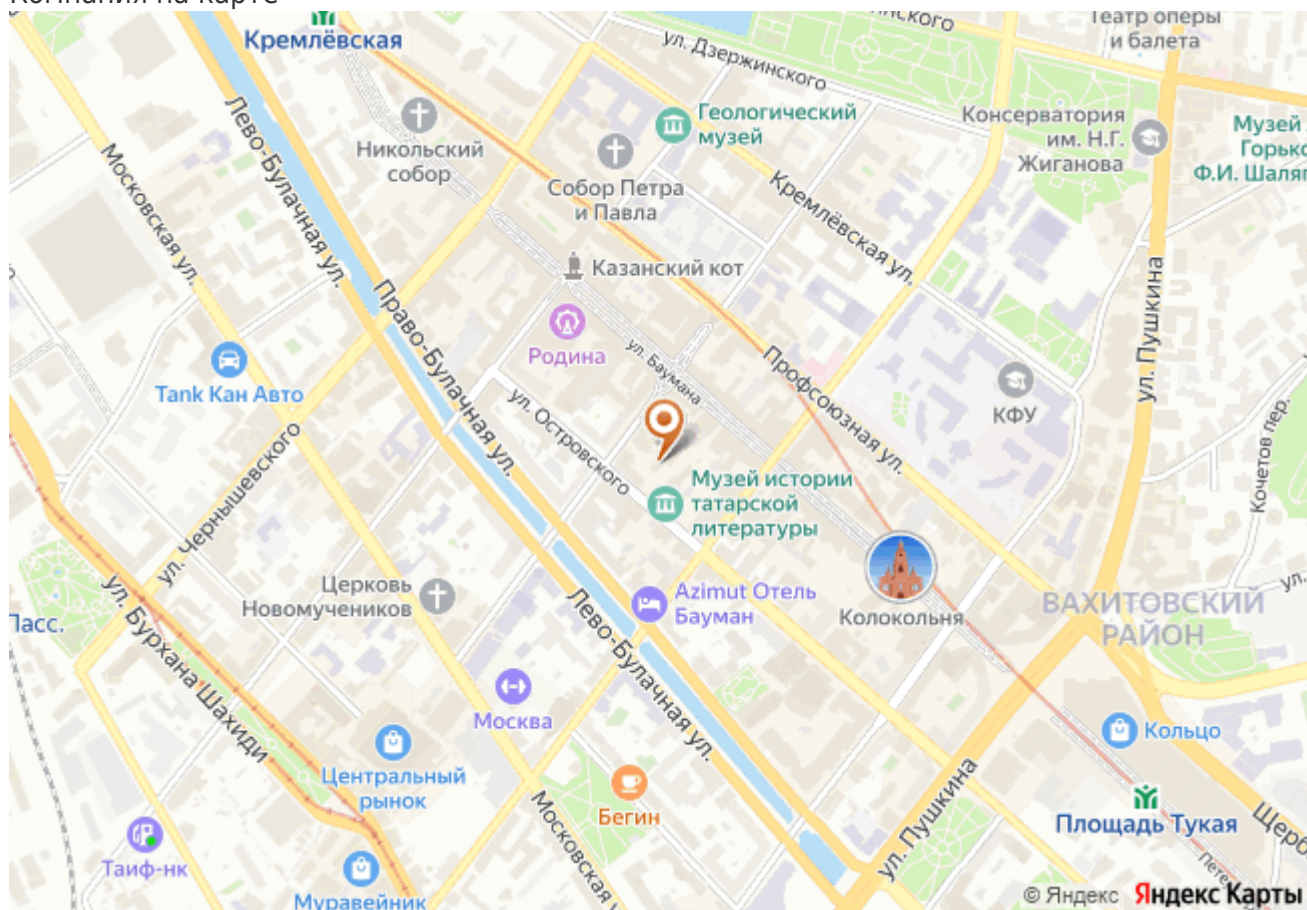 Компания на карте
Кремлёвская
ул. Дзержинского
Театр оперы
и балета
Геологический
музей
Консерватория
им. Н.Г.
Жиганова
Музей
Ф.И.
Никольский
собор
Собор Петра
и Павла
Лево-Булачная ул.
Московская ул.
Кремлёвская ул.
Казанский кот
Право-Булачная ул.
Родина
ул. Баумана
Профсоюзная ул.
ул. Пушкина
Tank Кан Авто
КФУ
ул. Островского
Кочетов пер.
ул. Чернышевского
Музей истории
татарской
литературы
Церковь
Новомучеников
Azimut Отель
Бауман
Колокольня
ВАХИТОВСКИЙ
РАЙОН
ул.
Пасс.
ул. Бурхана Шахиди
Лево-Булачная ул.
Москва
Кольцо
Центральный
рынок
Бегин
Московская
ул. Пушкина
Площадь Тукая
Таиф-нк
Муравейник
© Яндекс Яндекс Карты